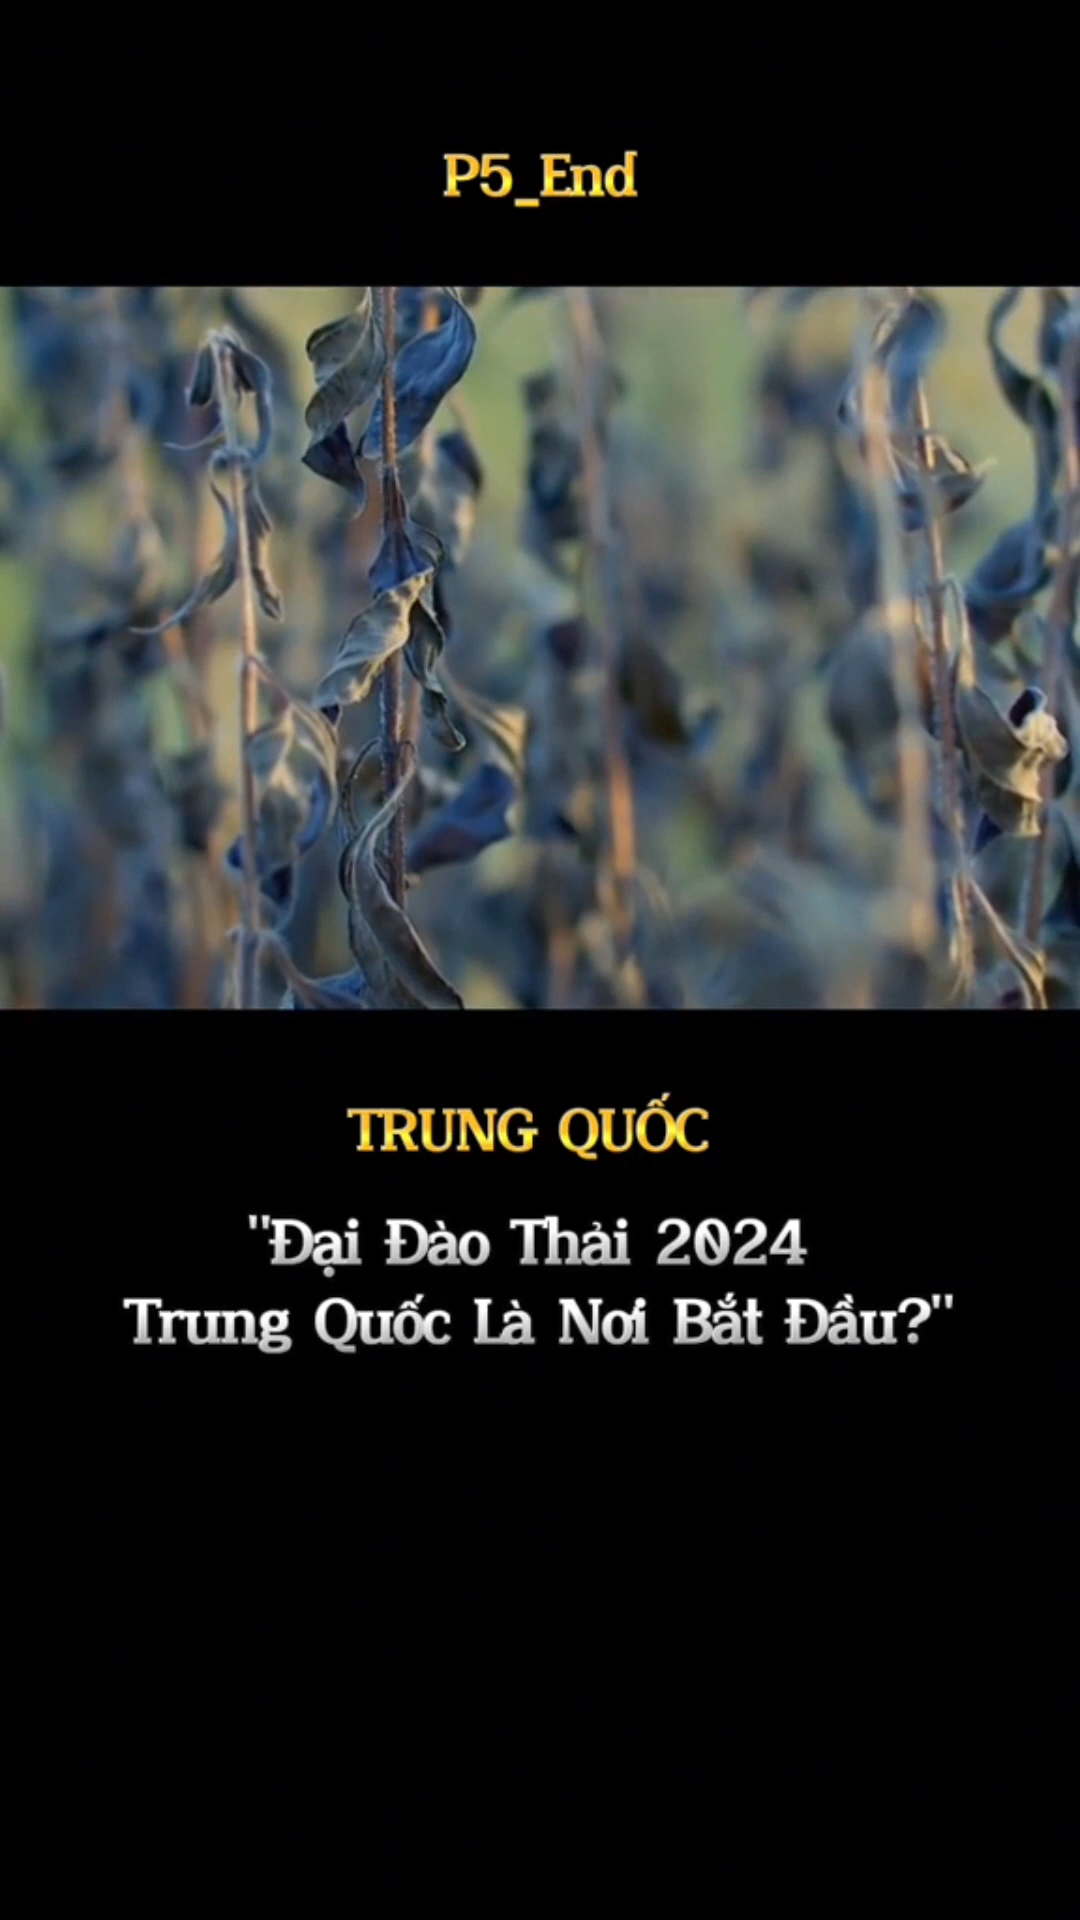 P5_End
TRUNG QUỐC
"Đại Đào Thải 2024
Trung Quốc Là Nơi Bắt Đầu?"